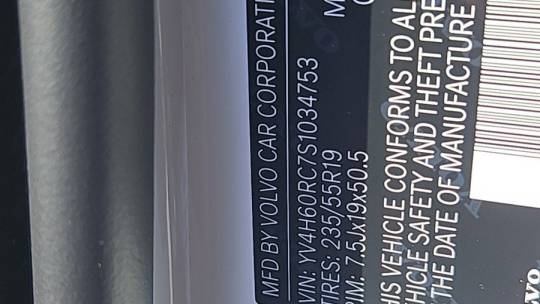 MFD BY VOLVO CAR CORPORATI
VIN: YV4H60RC7S1034753
TIRES: 235/55R19
RIM: 7.5Jx19x50.5
HIS VEHICLE CONFORMS TO AL
HICLE SAFETY AND THEFT PRE
THE DATE OF MANUFACTURE